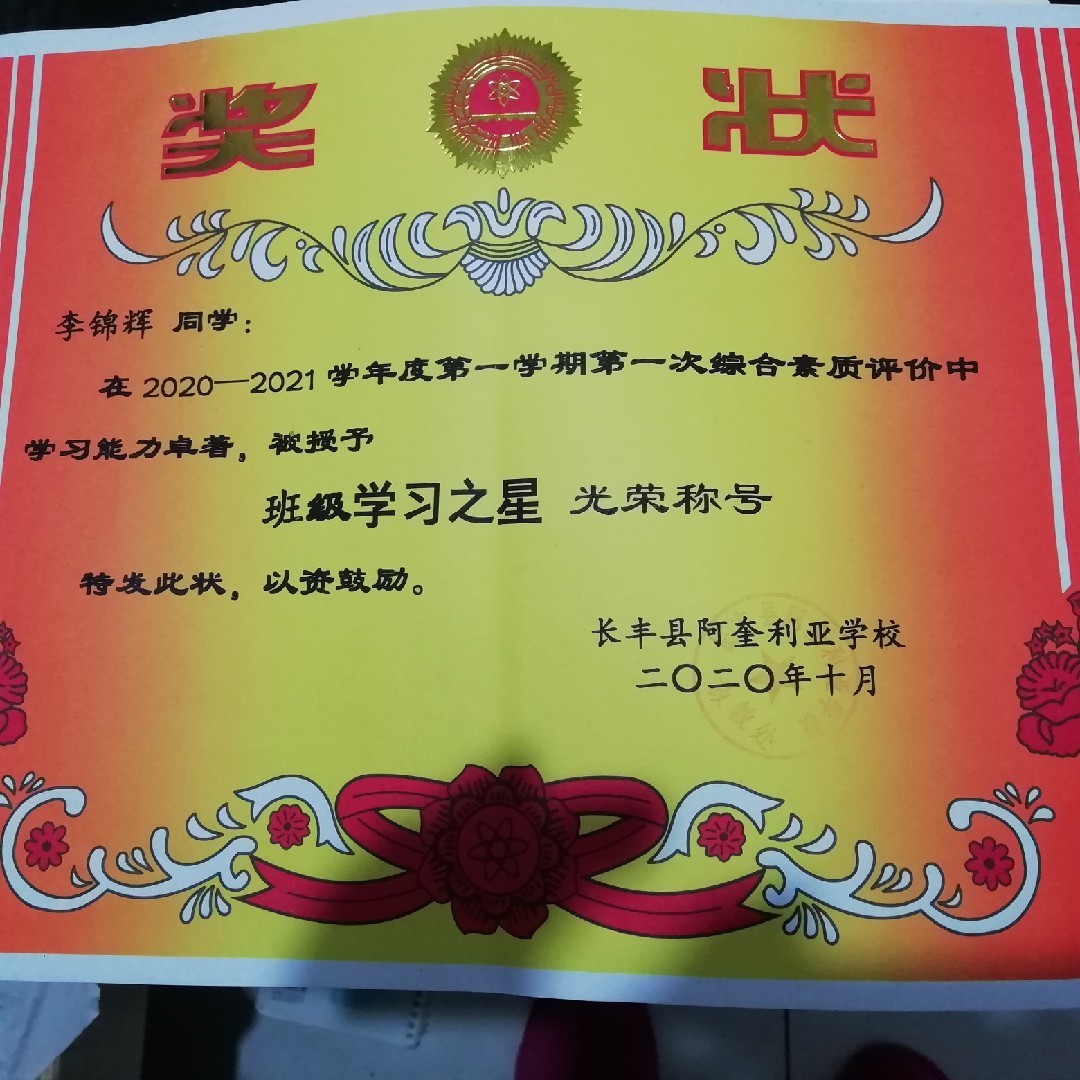 奖 状
李锦辉 同学：
在 2020—2021 学年度第一学期第一次综合素质评价中
学习能力卓著，被授予
班级学习之星 光荣称号
特发此状，以资鼓励。
长丰县阿奎利亚学校
二〇二〇年十月